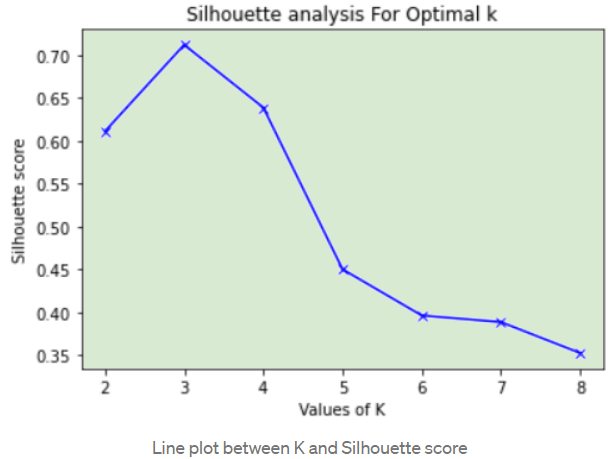 Silhouette analysis For Optimal k
Silhouette score
0.70
0.65
0.60
0.55
0.50
0.45
0.40
0.35
2 3 4 5 6 7 8
Values of K
Line plot between K and Silhouette score